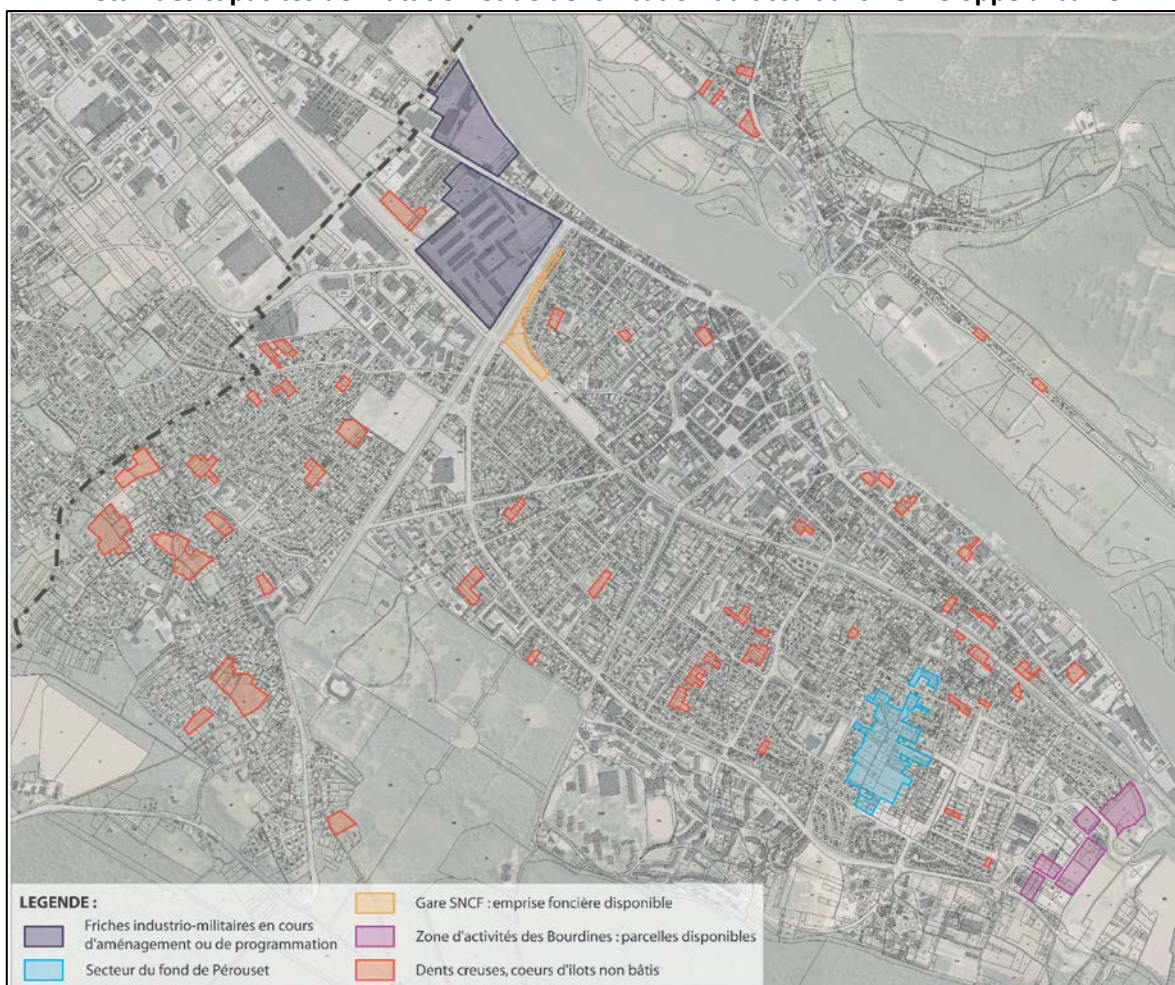 LEGENDE :
Friches industrio-militaires en cours
d'aménagement ou de programmation
Secteur du fond de Pérouset
Gare SNCF : emprise foncière disponible
Zone d'activités des Bourdines : parcelles disponibles
Dents creuses, coeurs d'îlots non bâtis